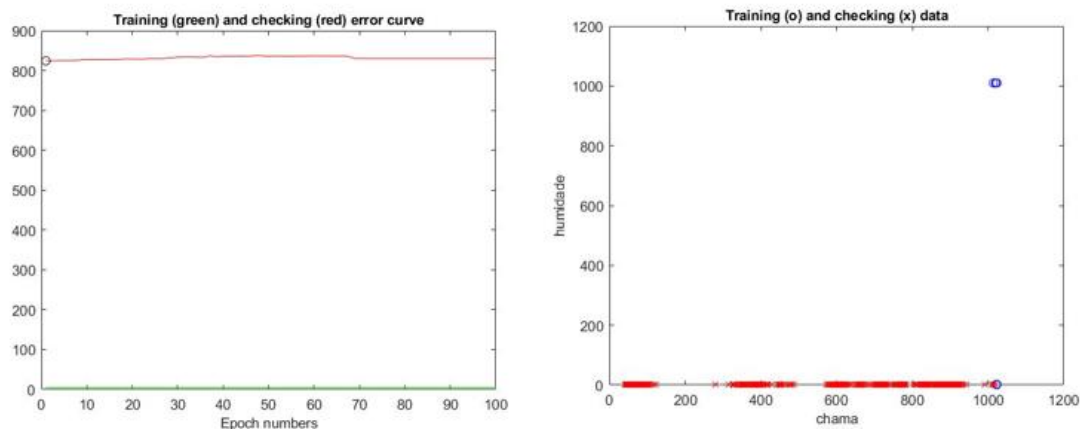 Training (green) and checking (red) error curve
900
800
700
600
500
400
300
200
100
0
0 10 20 30 40 50 60 70 80 90 100
Epoch numbers
Training (o) and checking (x) data
1200
1000
800
600
400
200
0
humidade
0 200 400 600 800 1000 1200
chama